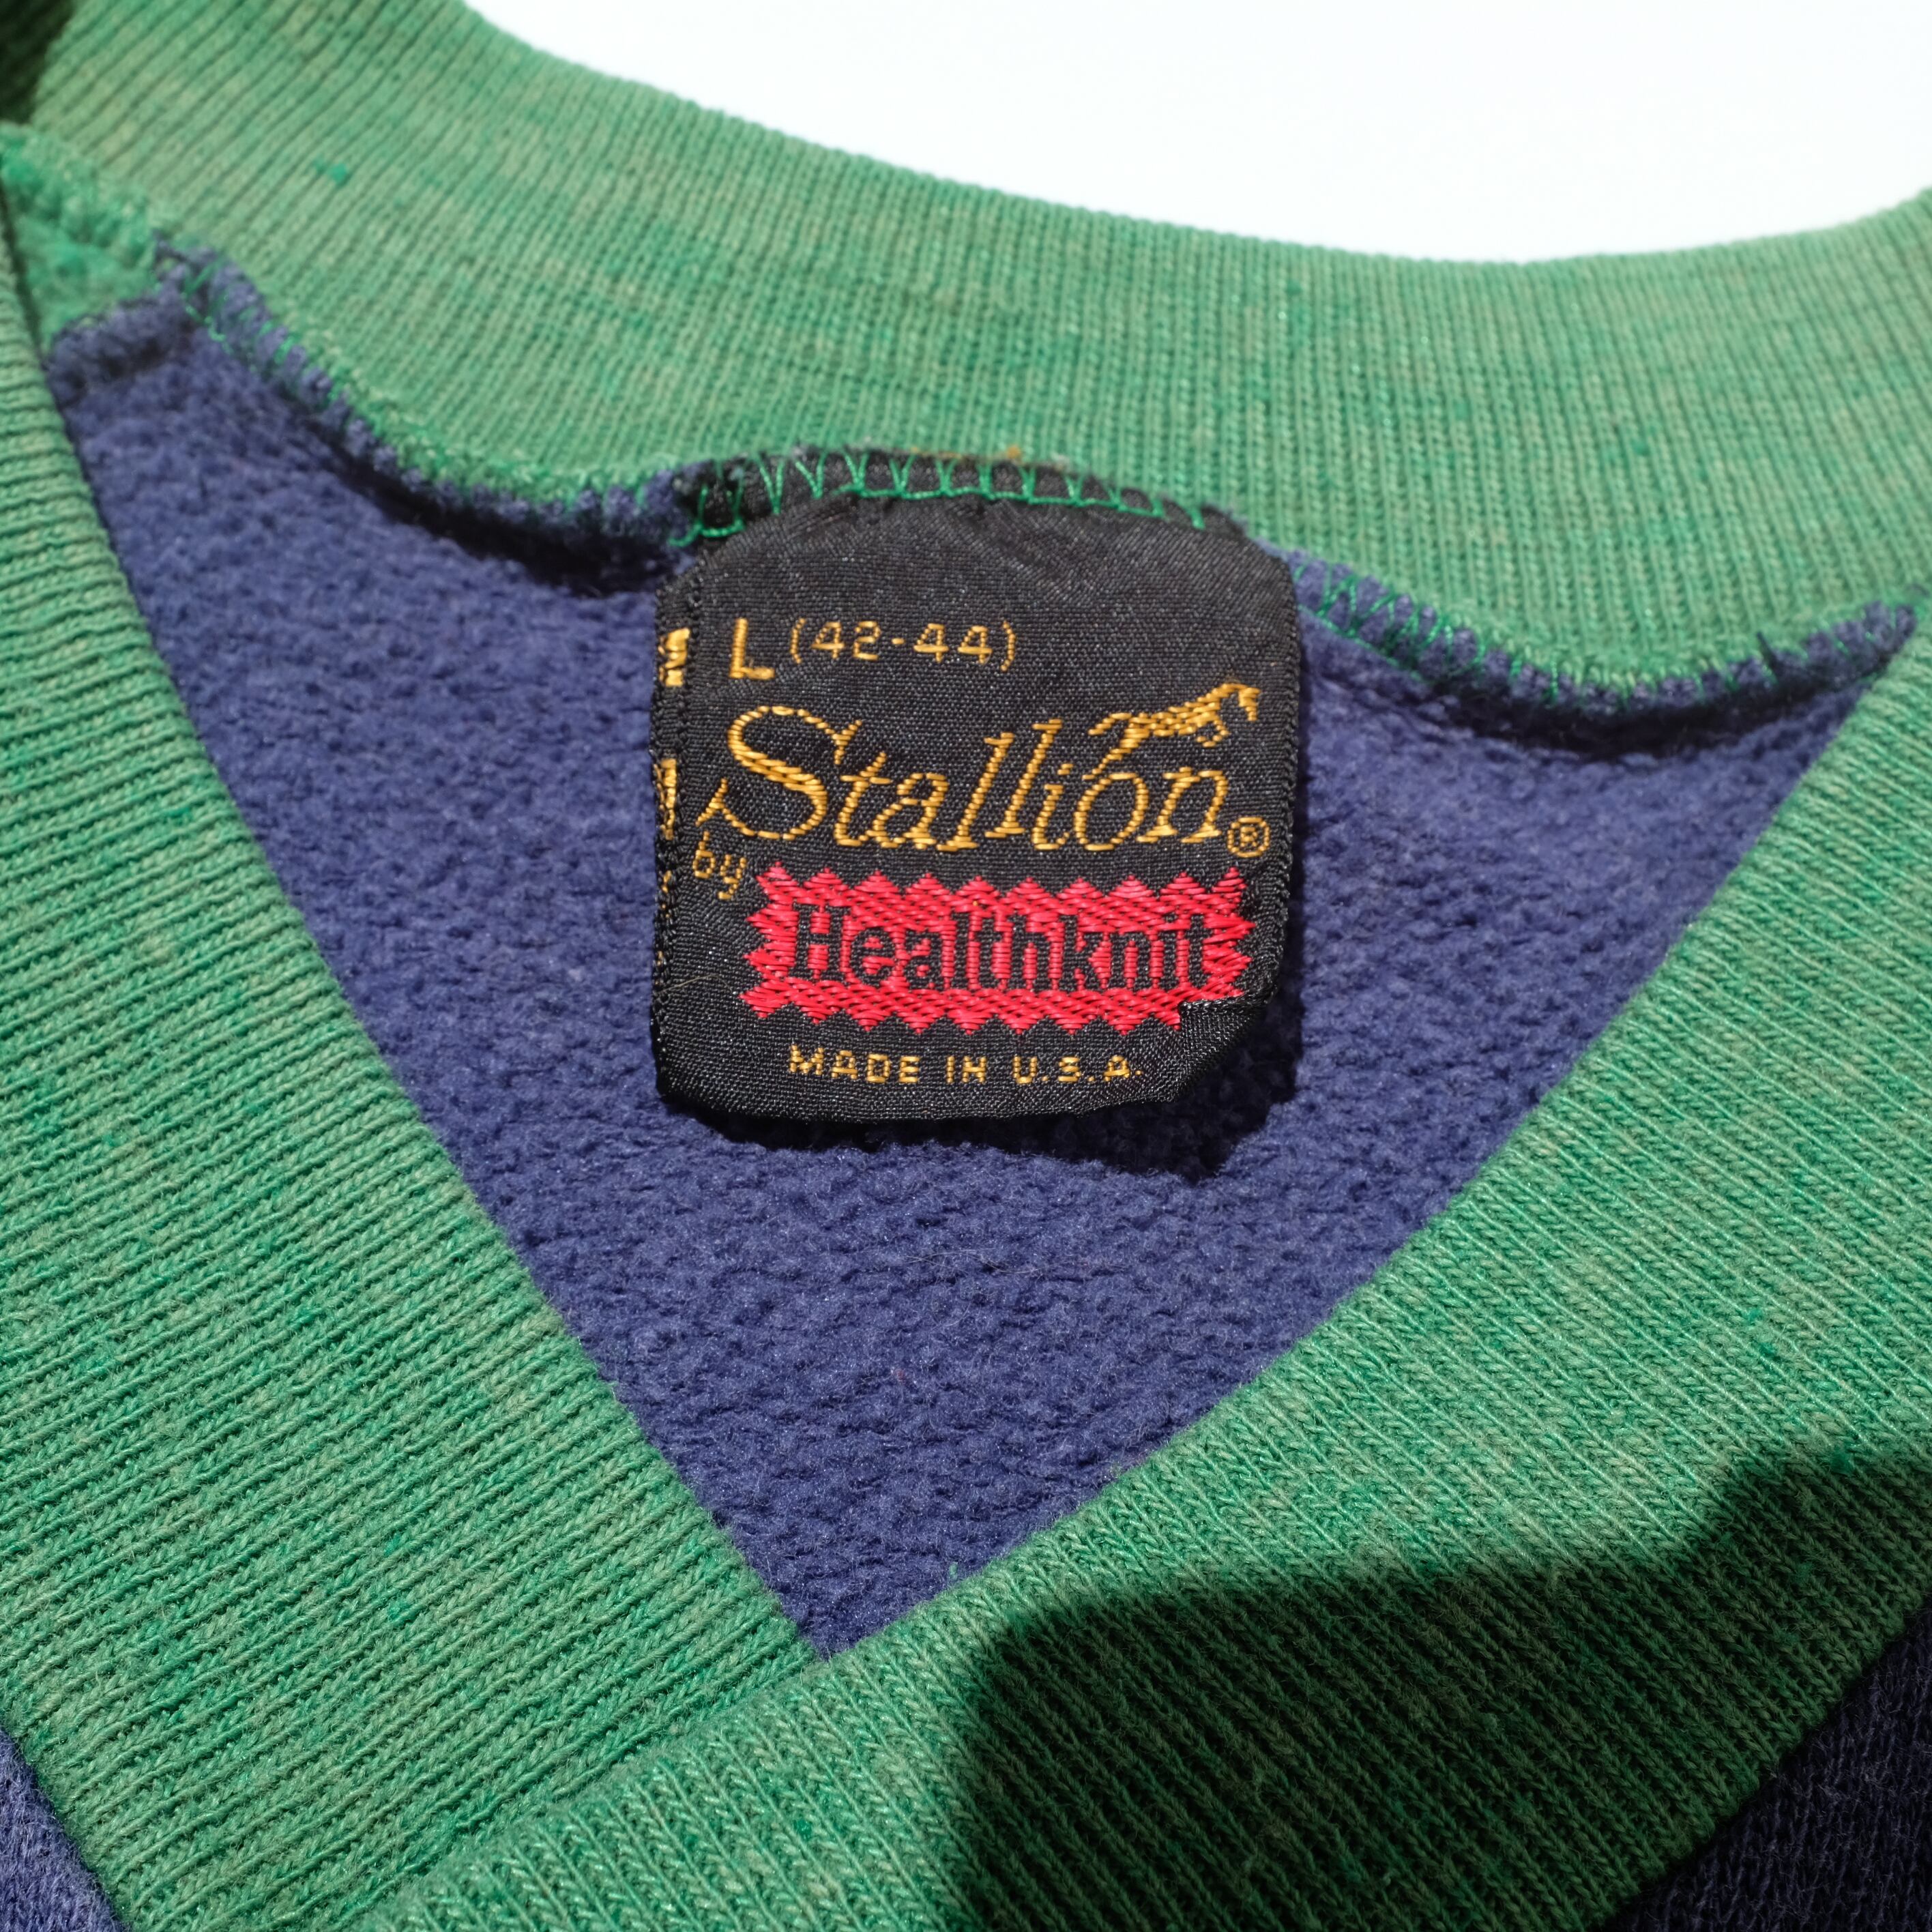 L (42-44)
Stallion®
by Healthknit
MADE IN U.S.A.